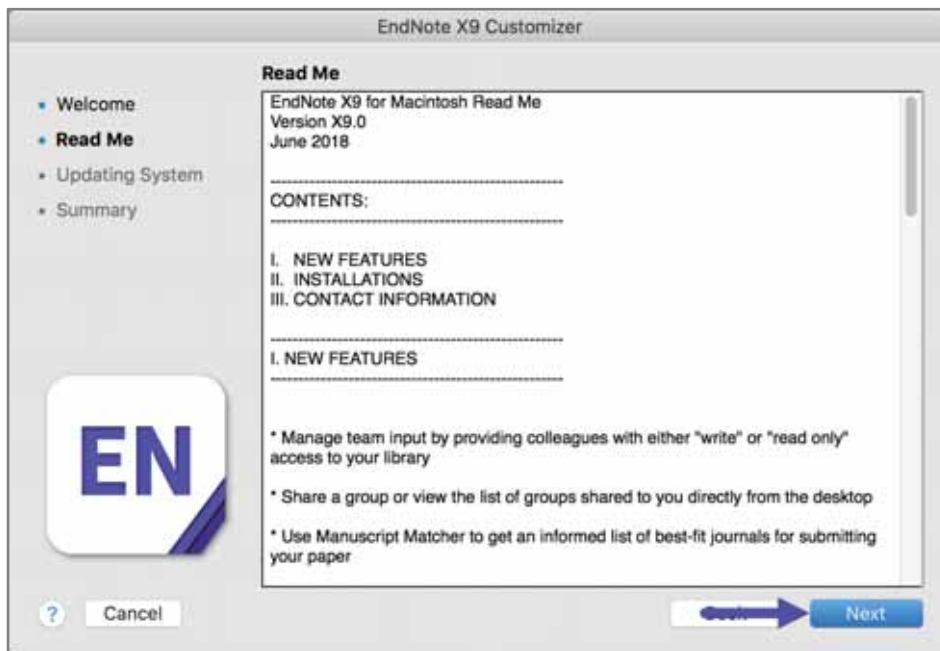 EndNote X9 Customizer
Welcome
Read Me
Updating System
Summary
Read Me
EndNote X9 for Macintosh Read Me
Version X9.0
June 2018
--------------------------------------------------------
CONTENTS:
--------------------------------------------------------
I. NEW FEATURES
II. INSTALLATIONS
III. CONTACT INFORMATION
--------------------------------------------------------
I. NEW FEATURES
--------------------------------------------------------
* Manage team input by providing colleagues with either "write" or "read only"
access to your library
* Share a group or view the list of groups shared to you directly from the desktop
* Use Manuscript Matcher to get an informed list of best-fit journals for submitting
your paper
EN
? Cancel
Next